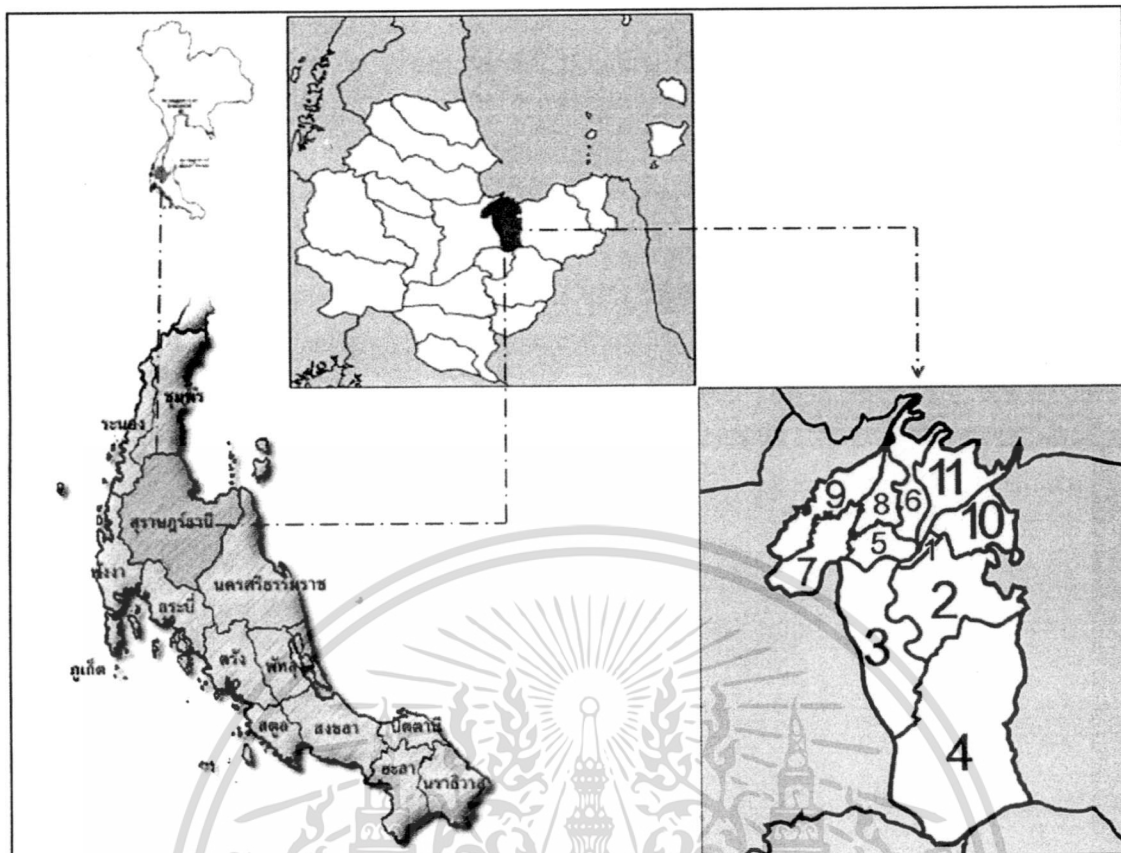 ชุมพร
ระนอง
สุราษฎร์ธานี
พังงา
นครศรีธรรมราช
กระบี่
ภูเก็ต
ตรัง
พัทลุง
สตูล
สงขลา
ปัตตานี
ยะลา
นราธิวาส
11
9
8
6
10
5
1
7
2
3
4